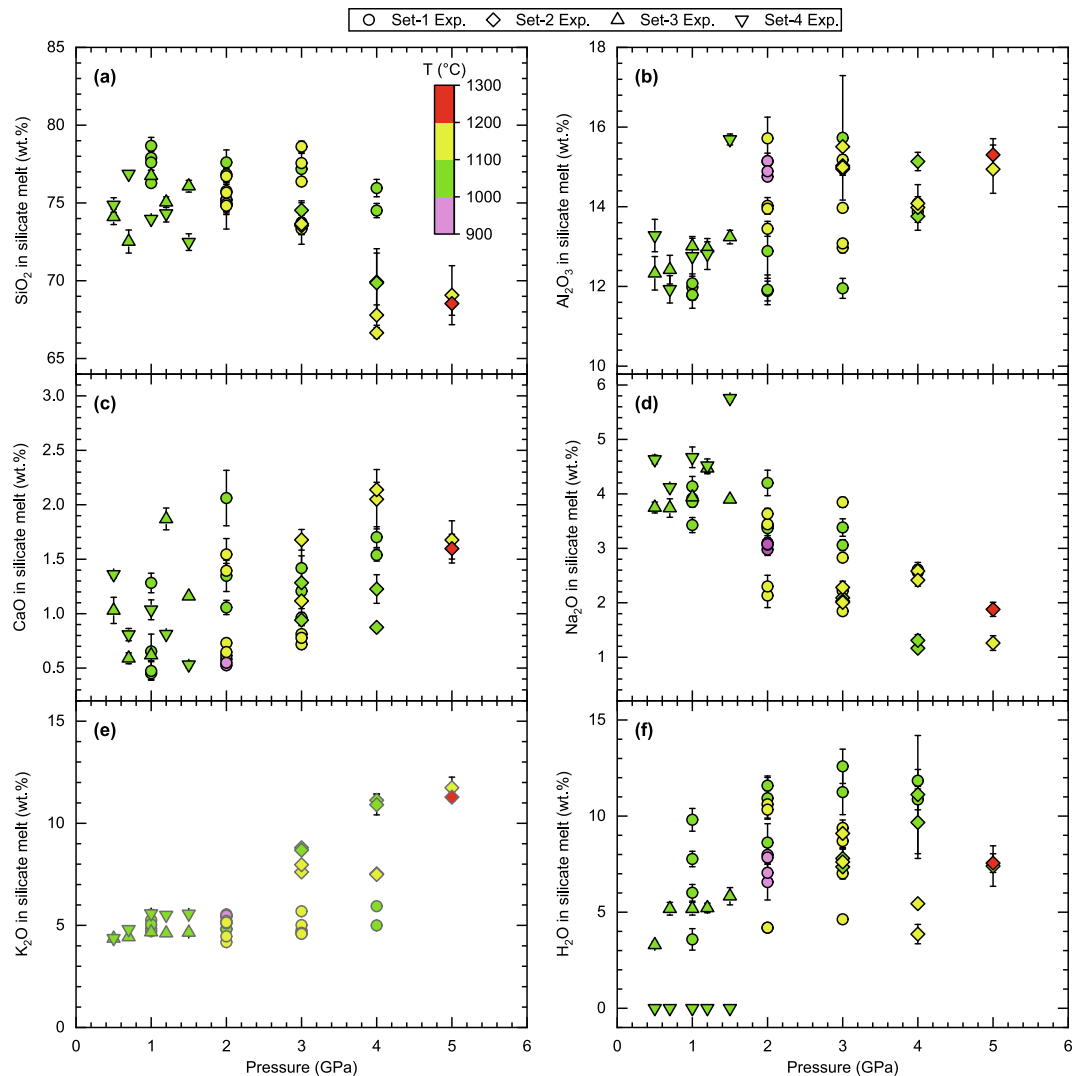 Set-1 Exp. Set-2 Exp. Set-3 Exp. Set-4 Exp.
(a)
T (°C)
1300
1200
1100
1000
900
85
80
75
70
65
SiO₂ in silicate melt (wt.%)
(b)
18
16
14
12
10
Al₂O₃ in silicate melt (wt.%)
(c)
3.0
2.5
2.0
1.5
1.0
0.5
CaO in silicate melt (wt.%)
(d)
6
5
4
3
2
1
Na₂O in silicate melt (wt.%)
(e)
15
10
5
0
K₂O in silicate melt (wt.%)
0 1 2 3 4 5 6
Pressure (GPa)
(f)
15
10
5
0
H₂O in silicate melt (wt.%)
0 1 2 3 4 5 6
Pressure (GPa)